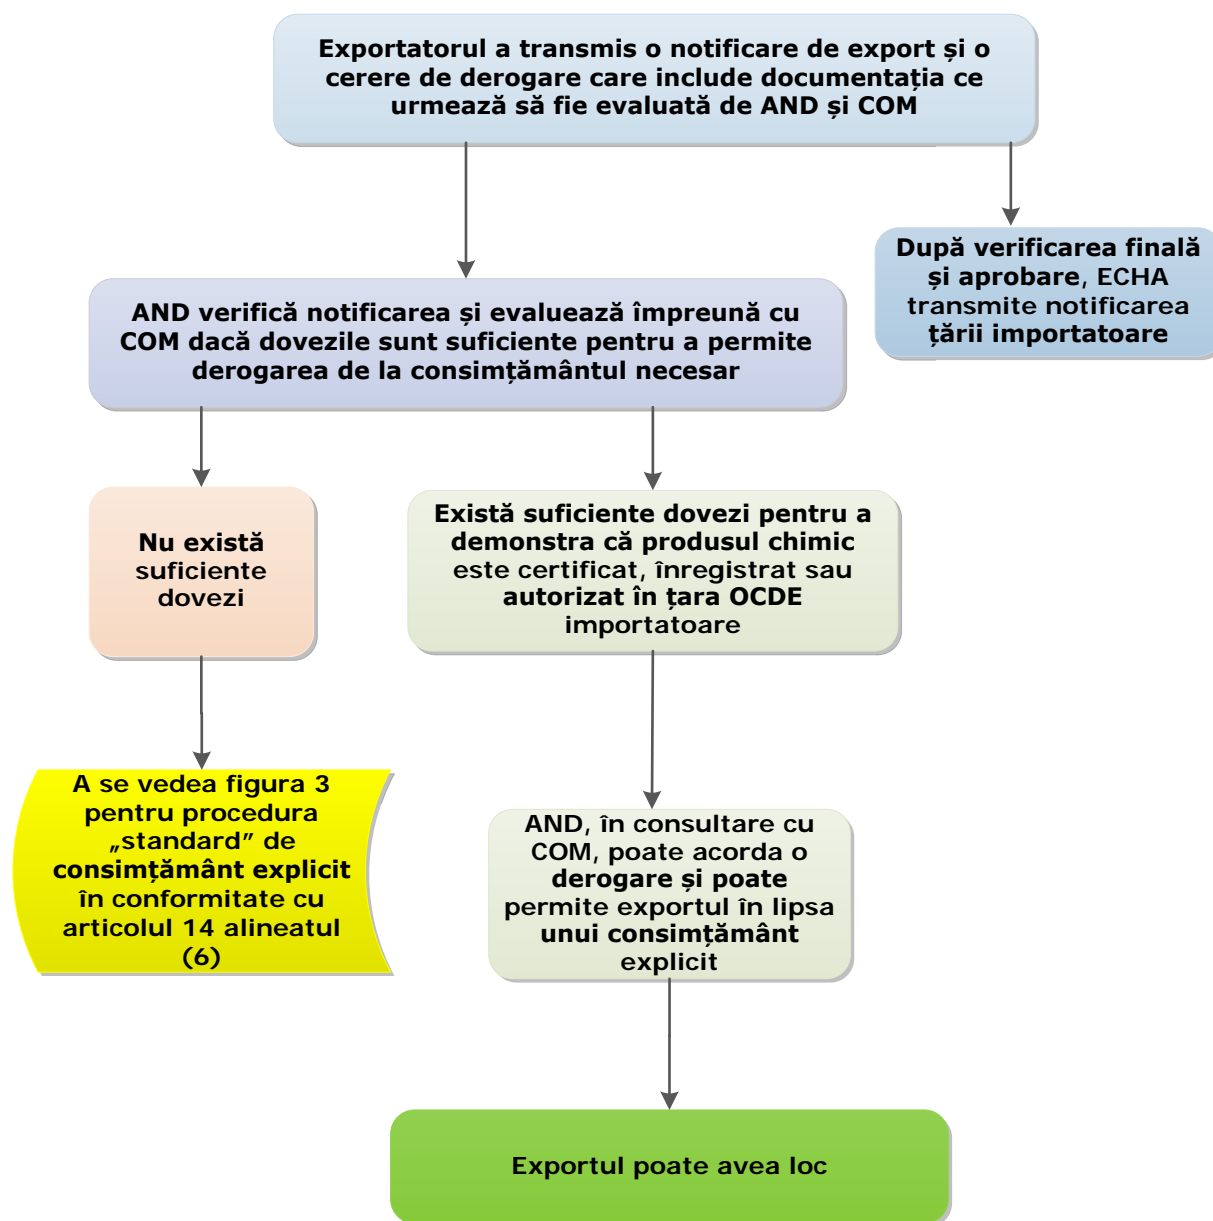 Exportatorul a transmis o notificare de export și o
cerere de derogare care include documentația ce
urmează să fie evaluată de AND și COM
După verificarea finală
și aprobare, ECHA
transmite notificarea
țării importatoare
AND verifică notificarea și evaluează împreună cu
COM dacă dovezile sunt suficiente pentru a permite
derogarea de la consimțământul necesar
Nu există
suficiente
dovezi
Există suficiente dovezi pentru a
demonstra că produsul chimic
este certificat, înregistrat sau
autorizat în țara OCDE
importatoare
A se vedea figura 3
pentru procedura
„standard” de
consimțământ explicit
în conformitate cu
articolul 14 alineatul
(6)
AND, în consultare cu
COM, poate acorda o
derogare și poate
permite exportul în lipsa
unui consimțământ
explicit
Exportul poate avea loc